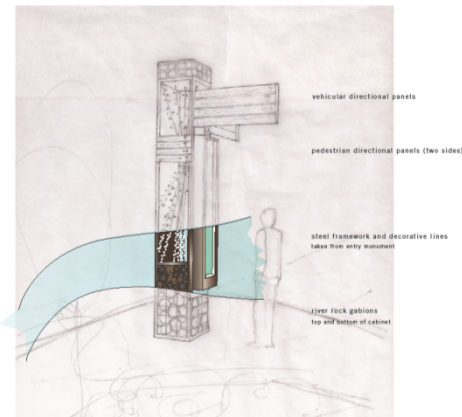 vehicular directional panels
pedestrian directional panels (two sides)
steel framework and decorative lines
taken from entry monument
river rock gabions
top and bottom of cabinet